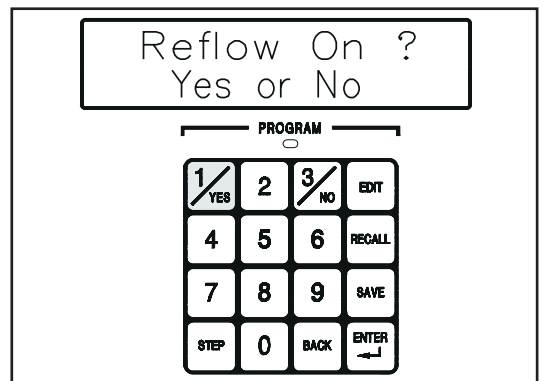 Reflow On ?
Yes or No
PROGRAM
1/YES 2 3/NO EDIT
4 5 6 RECALL
7 8 9 SAVE
STEP 0 BACK ENTER